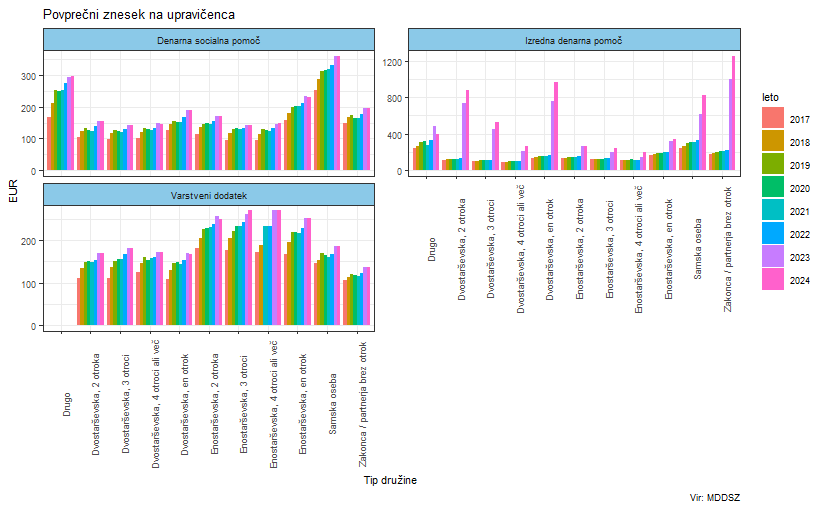 Povprečni znesek na upravičenca
Denarna socialna pomoč
Izredna denarna pomoč
300
200
100
0
1200
800
400
0
Varstveni dodatek
200
100
0
EUR
Drugo
Dvostarševska, 2 otroka
Dvostarševska, 3 otroci
Dvostarševska, 4 otroci ali več
Dvostarševska, en otrok
Enostarševska, 2 otroka
Enostarševska, 3 otroci
Enostarševska, 4 otroci ali več
Enostarševska, en otrok
Samska oseba
Zakonca / partnerja brez otrok
Drugo
Dvostarševska, 2 otroka
Dvostarševska, 3 otroci
Dvostarševska, 4 otroci ali več
Dvostarševska, en otrok
Enostarševska, 2 otroka
Enostarševska, 3 otroci
Enostarševska, 4 otroci ali več
Enostarševska, en otrok
Samska oseba
Zakonca / partnerja brez otrok
Tip družine
leto
2017
2018
2019
2020
2021
2022
2023
2024
Vir: MDDSZ